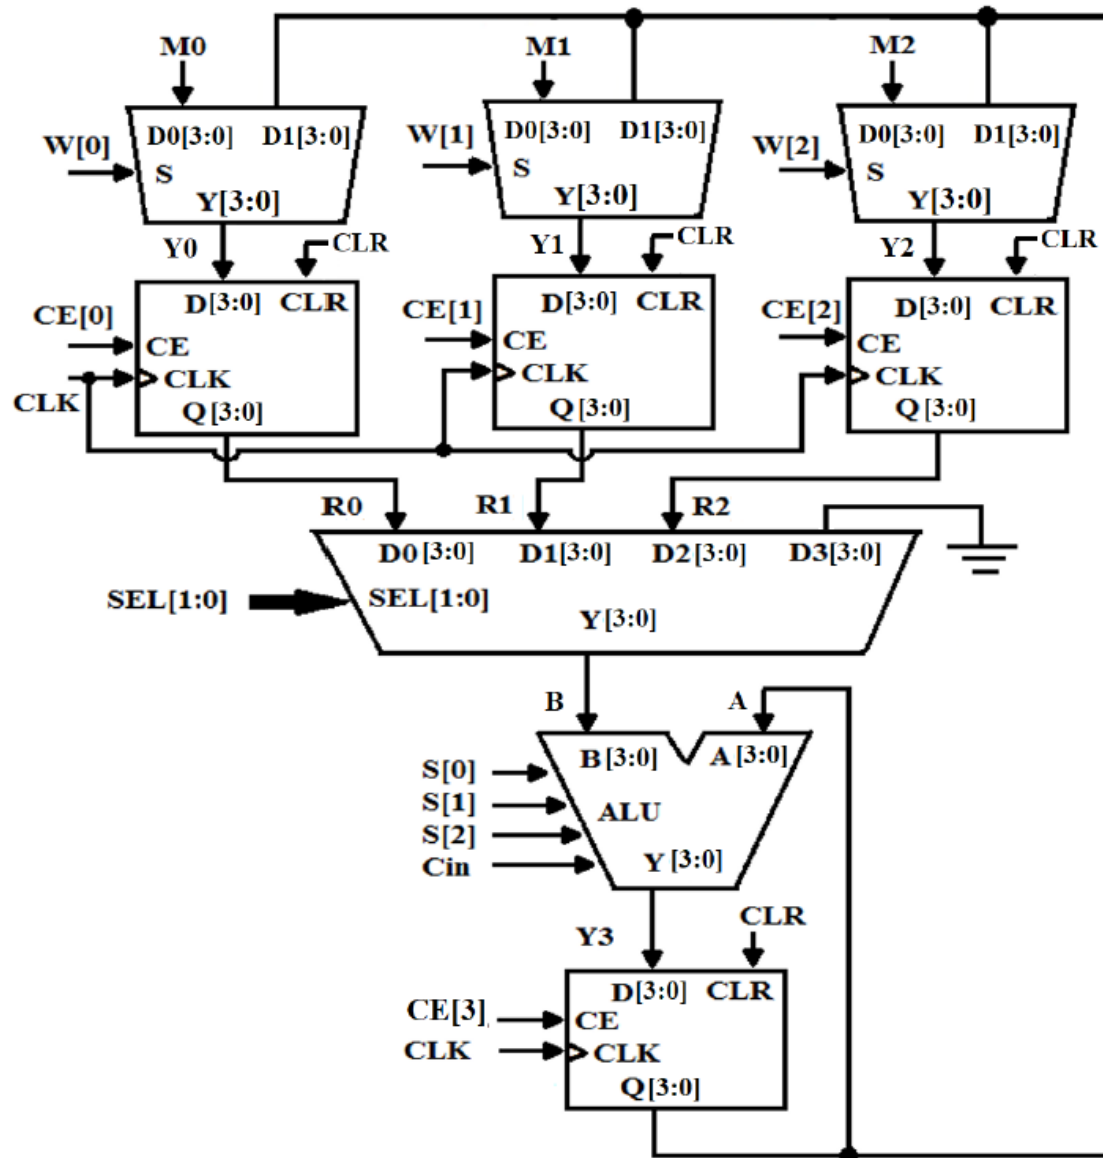 M0 M1 M2
D0[3:0] D1[3:0] D0[3:0] D1[3:0] D0[3:0] D1[3:0]
W[0] W[1] W[2]
S S S
Y[3:0] Y[3:0] Y[3:0]
Y0 CLR Y1 CLR Y2 CLR
D[3:0] CLR D[3:0] CLR D[3:0] CLR
CE[0] CE[1] CE[2]
CE CE CE
CLK CLK CLK CLK
Q[3:0] Q[3:0] Q[3:0]
R0 R1 R2
D0[3:0] D1[3:0] D2[3:0] D3[3:0]
SEL[1:0] SEL[1:0]
Y[3:0]
B A
B[3:0] A[3:0]
S[0]
S[1] ALU
S[2]
Cin Y[3:0]
CLR
Y3
D[3:0] CLR
CE[3] CE
CLK CLK
Q[3:0]